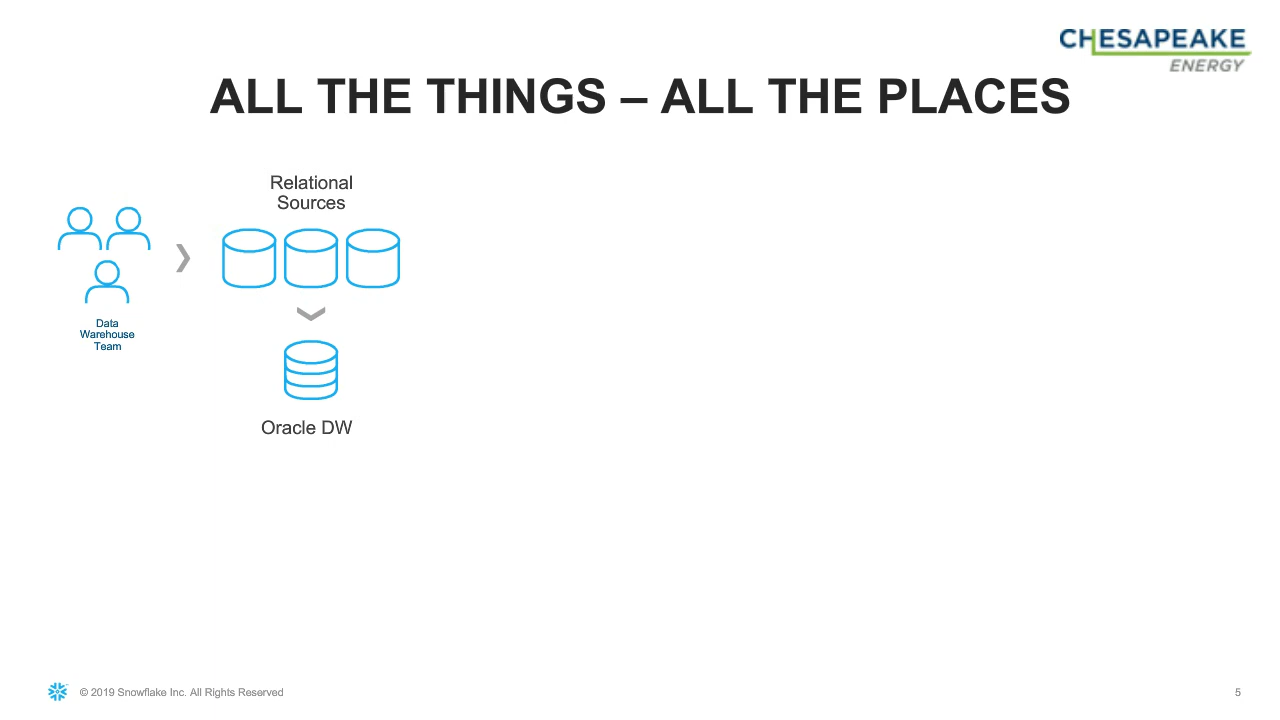 CHESAPEAKE
ENERGY
ALL THE THINGS – ALL THE PLACES
Relational
Sources
Data
Warehouse
Team
Oracle DW
© 2019 Snowflake Inc. All Rights Reserved
5